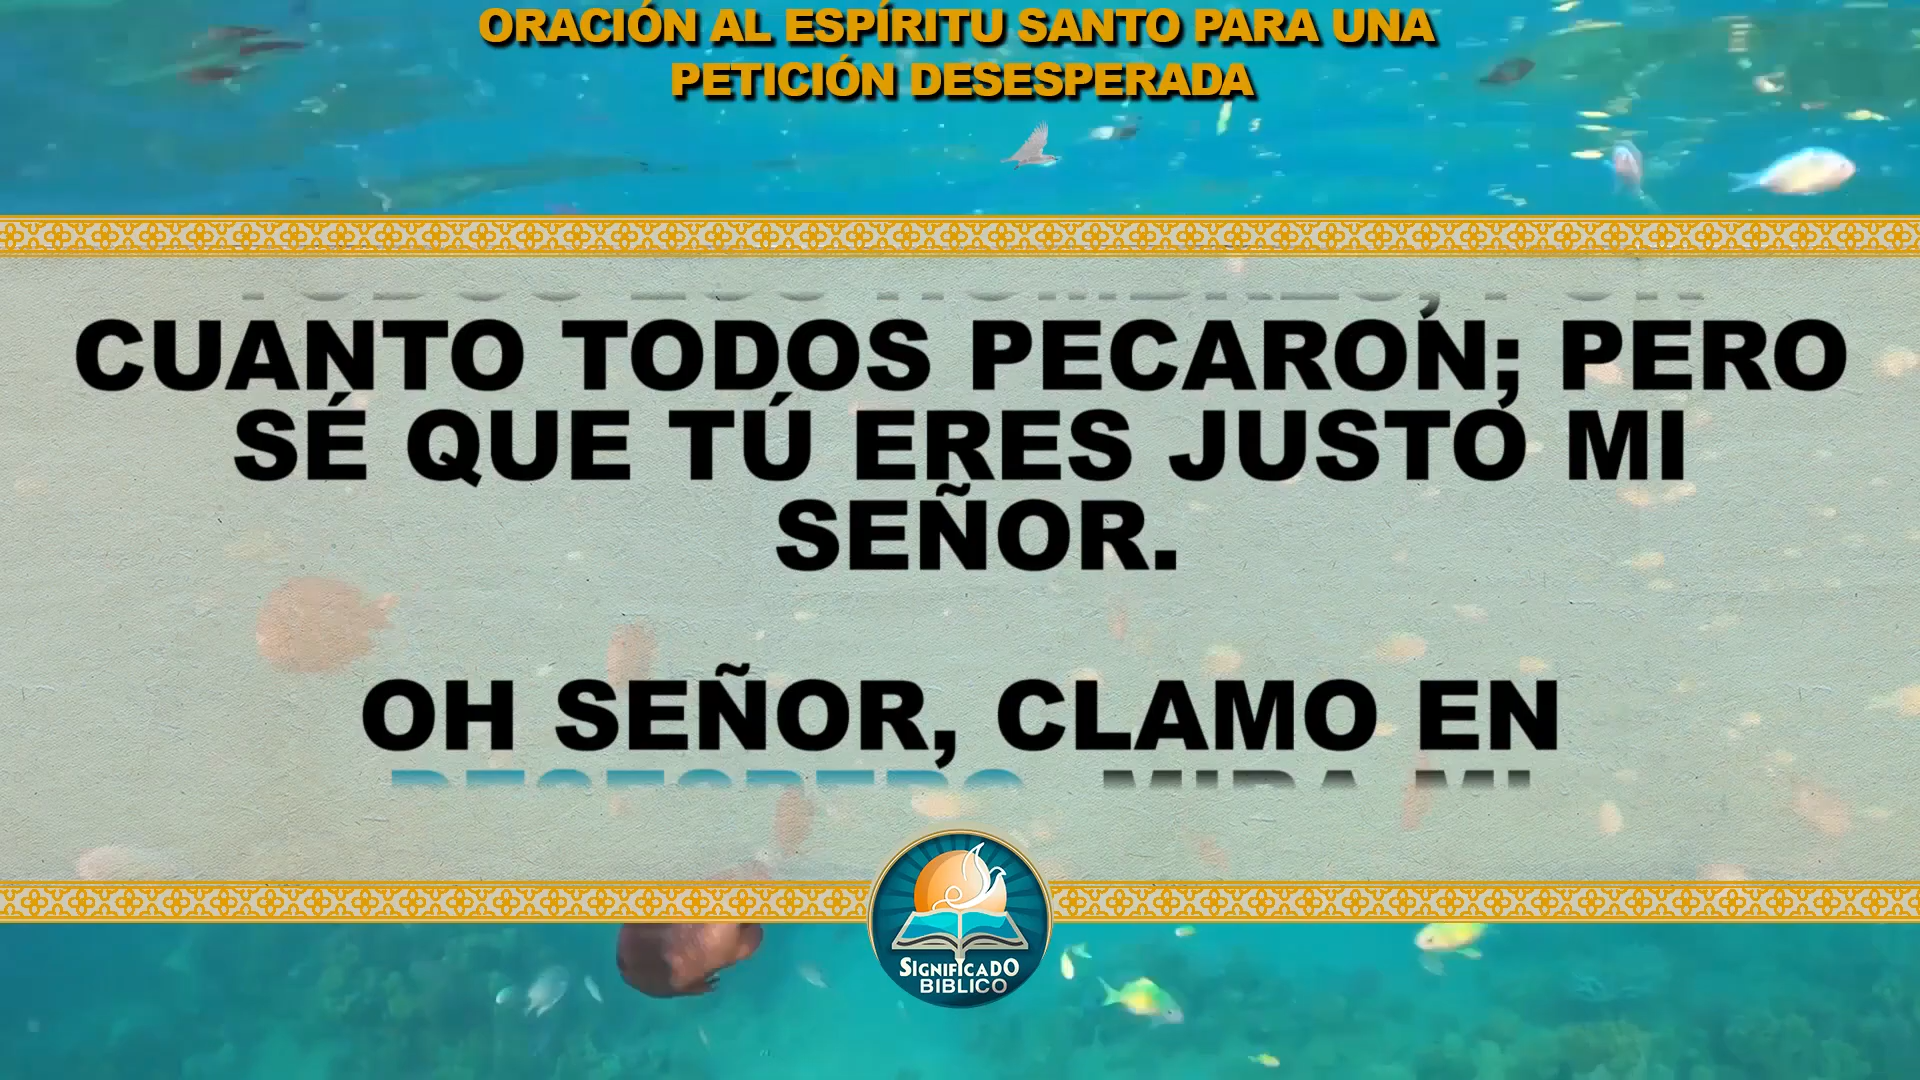 ORACIÓN AL ESPÍRITU SANTO PARA UNA
PETICIÓN DESESPERADA
CUANTO TODOS PECARON; PERO
SÉ QUE TÚ ERES JUSTO MI
SEÑOR.
OH SEÑOR, CLAMO EN
SIGNIFICADO
BIBLICO